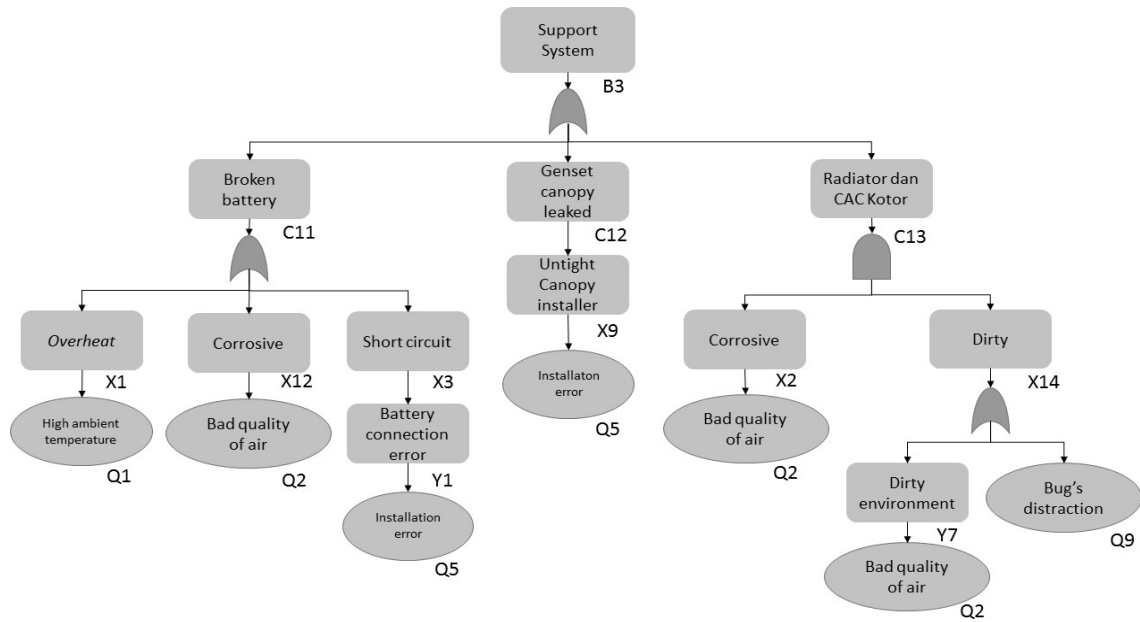 Support
System
B3
Broken
battery
C11
Genset
canopy
leaked
C12
Radiator dan
CAC Kotor
C13
Untight
Canopy
installer
X9
Overheat
X1
Corrosive
X12
Short circuit
X3
Installaton
error
Q5
Corrosive
X2
Dirty
X14
High ambient
temperature
Q1
Bad quality
of air
Q2
Battery
connection
error
Y1
Bad quality
of air
Q2
Installation
error
Q5
Dirty
environment
Y7
Bug's
distraction
Q9
Bad quality
of air
Q2